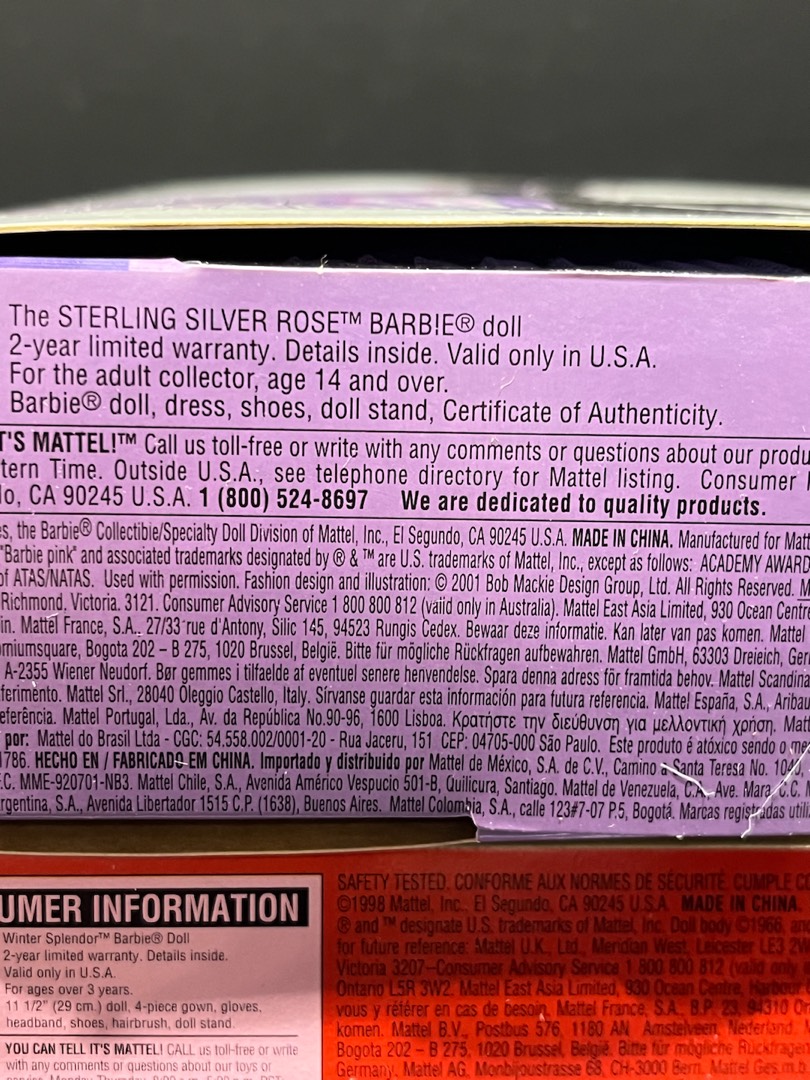 The STERLING SILVER ROSE™ BARB!E® doll
2-year limited warranty. Details inside. Valid only in U.S.A.
For the adult collector, age 14 and over.
Barbie® doll, dress, shoes, doll stand, Certificate of Authenticity.
T'S MATTEL!™ Call us toll-free or write with any comments or questions about our produ
tern Time. Outside U.S.A., see telephone directory for Mattel listing. Consumer
lo, CA 90245 U.S.A. 1 (800) 524-8697 We are dedicated to quality products.
s, the Barbie® Collectible/Specialty Doll Division of Mattel, Inc., El Segundo, CA 90245 U.S.A. MADE IN CHINA. Manufactured for Matt
"Barbie pink" and associated trademarks designated by ® & ™ are U.S. trademarks of Mattel, Inc., except as follows: ACADEMY AWARD
of ATAS/NATAS. Used with permission. Fashion design and illustration: © 2001 Bob Mackie Design Group, Ltd. All Rights Reserved. M
Richmond. Victoria. 3121. Consumer Advisory Service 1 800 800 812 (valid only in Australia). Mattel East Asia Limited, 930 Ocean Centre
in. Mattel France, S.A., 27/33 rue d'Antony, Silic 145, 94523 Rungis Cedex. Bewaar deze informatie. Kan later van pas komen. Mattel
miumsquare, Bogota 202 – B 275, 1020 Brussel, België. Bitte für mögliche Rückfragen aufbewahren. Mattel GmbH, 63303 Dreieich, Ger
A-2355 Wiener Neudorf. Bør gemmes i tilfælde af eventuel senere henvendelse. Spara denna adress för framtida behov. Mattel Scandina
ferimento. Mattel Srl., 28040 Oleggio Castello, Italy. Sírvanse guardar esta información para futura referencia. Mattel España, S.A., Aribau
eferência. Mattel Portugal, Lda., Av. da República No.90-96, 1600 Lisboa. Κρατήστε την διεύθυνση για μελλοντική χρήση. Matt
por: Mattel do Brasil Ltda - CGC: 54.558.002/0001-20 - Rua Jaceru, 151 CEP: 04705-000 São Paulo. Este produto é atóxico sendo o me
1786. HECHO EN / FABRICADO EM CHINA. Importado y distribuido por Mattel de México, S.A. de C.V., Camino a Santa Teresa No. 104
.C. MME-920701-NB3. Mattel Chile, S.A., Avenida Américo Vespucio 501-B, Quilicura, Santiago. Mattel de Venezuela, C.A., Ave. Mara, C.C. M
rgentina, S.A., Avenida Libertador 1515 C.P. (1638), Buenos Aires. Mattel Colombia, S.A., calle 123#7-07 P.5, Bogotá. Marcas registradas utili
UMER INFORMATION
Winter Splendor™ Barbie® Doll
2-year limited warranty. Details inside.
Valid only in U.S.A.
For ages over 3 years.
11 1/2" (29 cm.) doll, 4-piece gown, gloves,
headband, shoes, hairbrush, doll stand.
YOU CAN TELL IT'S MATTEL! CALL us toll-free or write
with any comments or questions about our toys or
SAFETY TESTED. CONFORME AUX NORMES DE SÉCURITÉ. CUMPLE CO
©1998 Mattel, Inc. El Segundo, CA 90245 U.S.A. MADE IN CHINA.
® and ™ designate U.S. trademarks of Mattel, Inc. Doll body ©1966, and
for future reference: Mattel U.K., Ltd., Meridian West, Leicester LE3 2W
Victoria 3207–Consumer Advisory Service 1 800 800 812 (valid only
Ontario L5R 3W2. Mattel East Asia Limited, 930 Ocean Centre, Harbour
vous y référer en cas de besoin. Mattel France, S.A., B.P. 23, 94310 O
komen. Mattel B.V., Postbus 576, 1180 AN Amstelveen, Nederland.
Bogota 202 – B 275, 1020 Brussel, België. Bitte für mögliche Rückfragen
Germany. Mattel AG, Monbijoustrasse 68, CH-3000 Bern. Mattel Ges.m.b